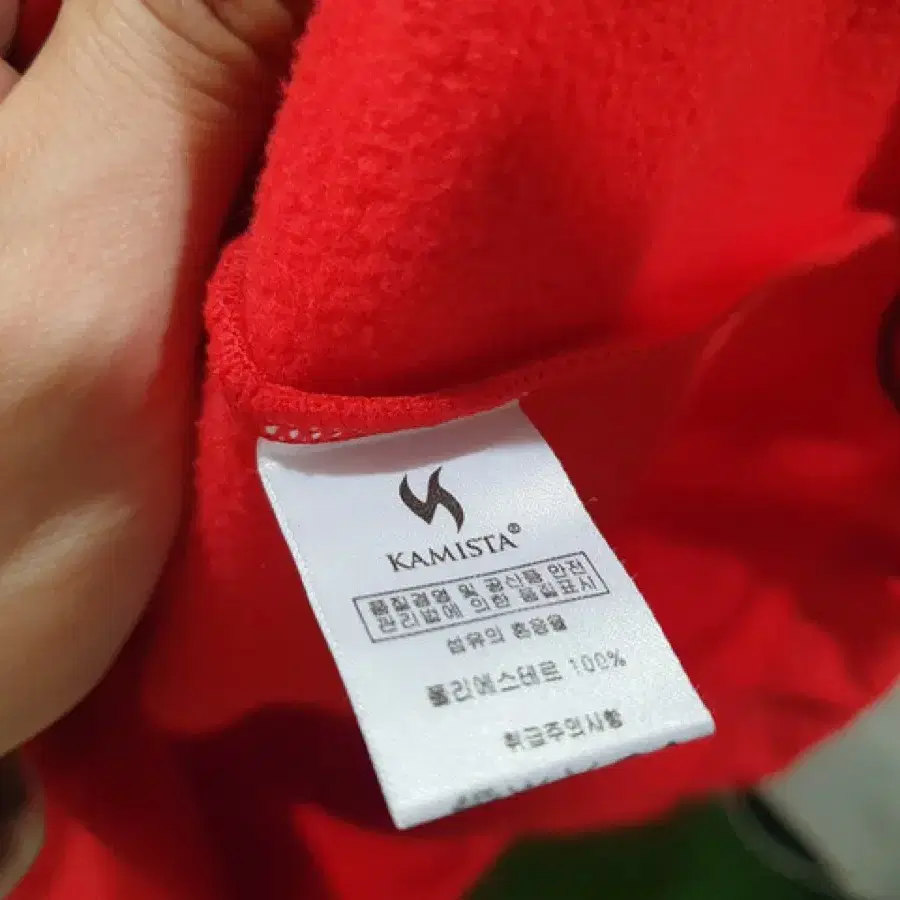 KAMISTA®
품질경영 및 공산품 안전
관리법에 의한 품질표시
섬유의 혼용율
폴리에스테르 100%
취급주의사항